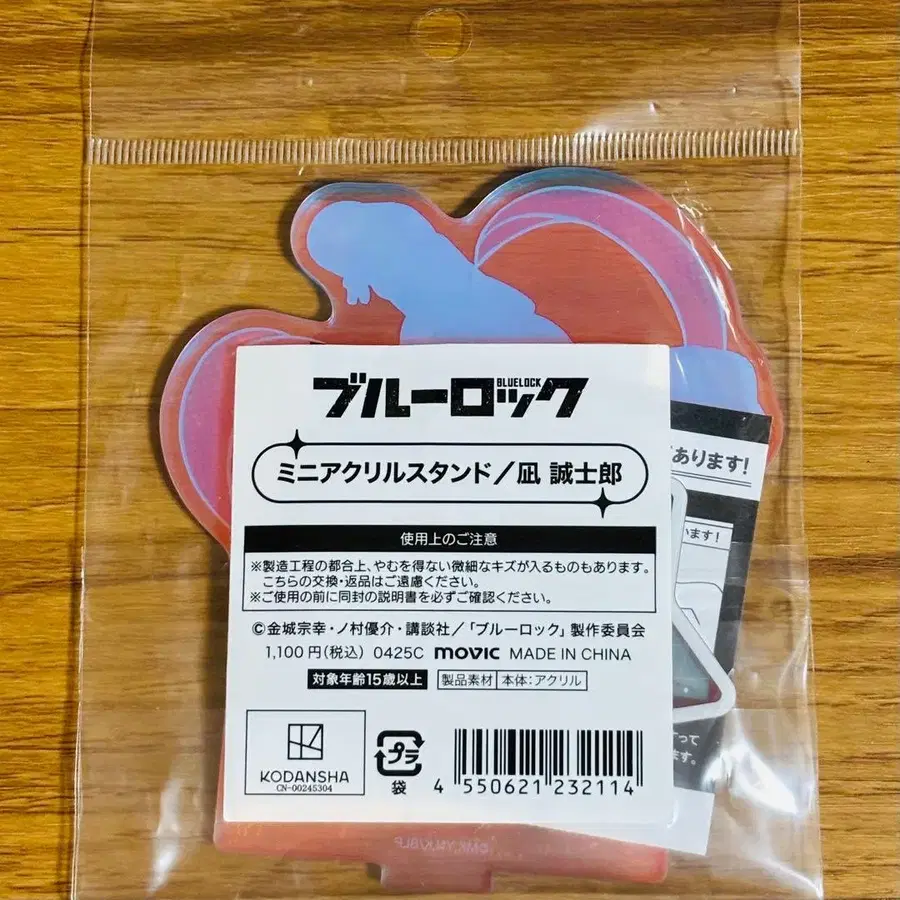 ブルーロック
BLUELOCK
ミニアクリルスタンド/凪 誠士郎
使用上のご注意
※製造工程の都合上、やむを得ない微細なキズが入るものもあります。
こちらの交換・返品はご遠慮ください。
※ご使用の前に同封の説明書を必ずご確認ください。
©金城宗幸・ノ村優介・講談社/「ブルーロック」製作委員会
1,100円(税込) 0425C movic MADE IN CHINA
対象年齢15歳以上 製品素材 本体:アクリル
KODANSHA
CN-00245304
プラ
袋
4 550621 232114
あります!
います!
って
ます。